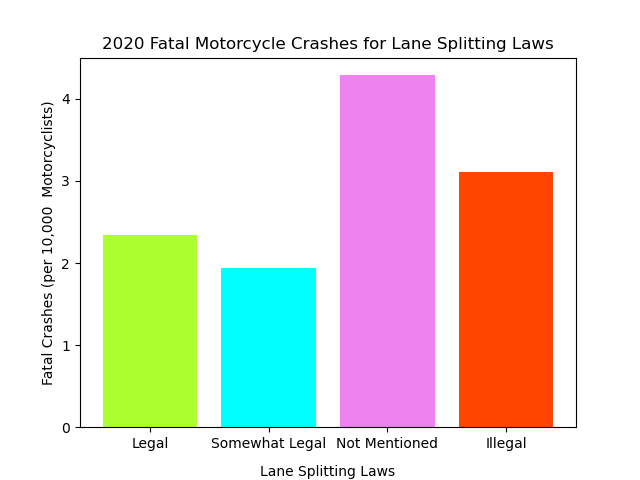 2020 Fatal Motorcycle Crashes for Lane Splitting Laws
Fatal Crashes (per 10,000  Motorcyclists)
4
3
2
1
0
Legal
Somewhat Legal
Not Mentioned
Illegal
Lane Splitting Laws